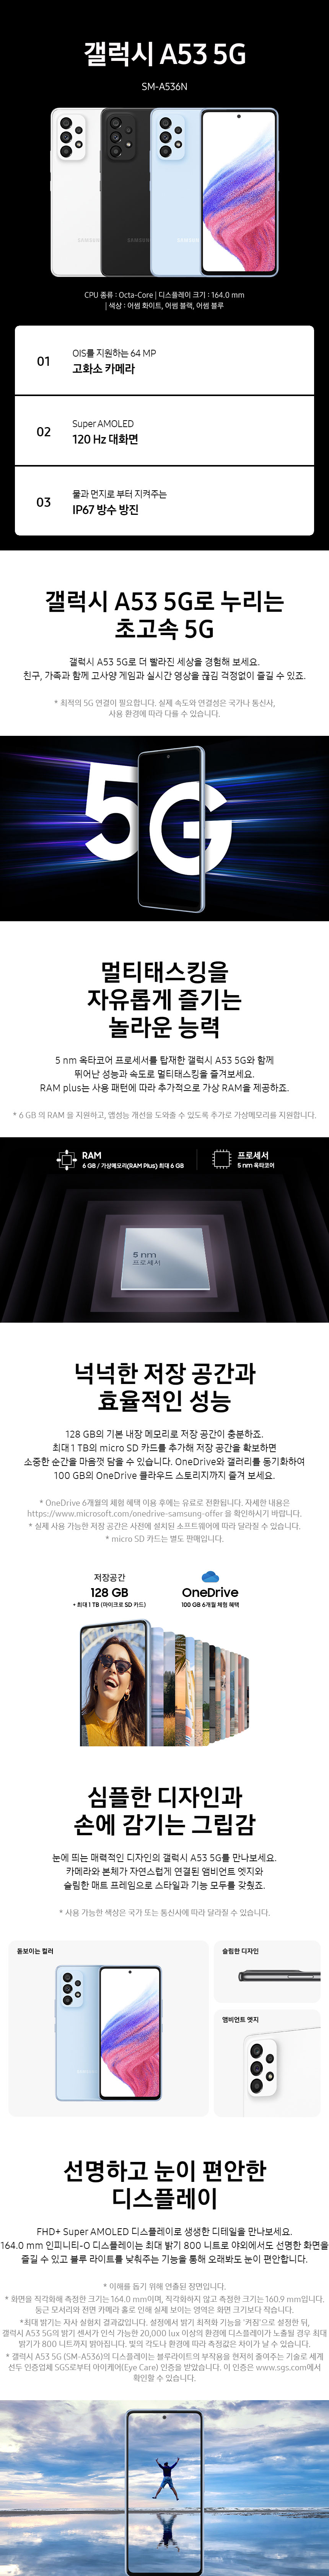 갤럭시 A53 5G
SM-A536N
SAMSUNG
SAMSUNG
SAMSUNG
CPU 종류 : Octa-Core | 디스플레이 크기 : 164.0 mm
| 색상 : 어썸 화이트, 어썸 블랙, 어썸 블루
01
OIS를 지원하는 64 MP
고화소 카메라
02
Super AMOLED
120 Hz 대화면
03
물과 먼지로 부터 지켜주는
IP67 방수 방진
갤럭시 A53 5G로 누리는
초고속 5G
갤럭시 A53 5G로 더 빨라진 세상을 경험해 보세요.
친구, 가족과 함께 고사양 게임과 실시간 영상을 끊김 걱정없이 즐길 수 있죠.
* 최적의 5G 연결이 필요합니다. 실제 속도와 연결성은 국가나 통신사,
사용 환경에 따라 다를 수 있습니다.
5G
멀티태스킹을
자유롭게 즐기는
놀라운 능력
5 nm 옥타코어 프로세서를 탑재한 갤럭시 A53 5G와 함께
뛰어난 성능과 속도로 멀티태스킹을 즐겨보세요.
RAM plus는 사용 패턴에 따라 추가적으로 가상 RAM을 제공하죠.
* 6 GB 의 RAM 을 지원하고, 앱성능 개선을 도와줄 수 있도록 추가로 가상메모리를 지원합니다.
RAM
6 GB / 가상메모리(RAM Plus) 최대 6 GB
프로세서
5 nm 옥타코어
5 nm
프로세서
넉넉한 저장 공간과
효율적인 성능
128 GB의 기본 내장 메모리로 저장 공간이 충분하죠.
최대 1 TB의 micro SD 카드를 추가해 저장 공간을 확보하면
소중한 순간을 마음껏 담을 수 있습니다. OneDrive와 갤러리를 동기화하여
100 GB의 OneDrive 클라우드 스토리지까지 즐겨 보세요.
* OneDrive 6개월의 체험 혜택 이용 후에는 유료로 전환됩니다. 자세한 내용은
https://www.microsoft.com/onedrive-samsung-offer 을 확인하시기 바랍니다.
* 실제 사용 가능한 저장 공간은 사전에 설치된 소프트웨어에 따라 달라질 수 있습니다.
* micro SD 카드는 별도 판매입니다.
저장공간
128 GB
+ 최대 1 TB (마이크로 SD 카드)
OneDrive
100 GB 6개월 체험 혜택
심플한 디자인과
손에 감기는 그립감
눈에 띄는 매력적인 디자인의 갤럭시 A53 5G를 만나보세요.
카메라와 본체가 자연스럽게 연결된 앰비언트 엣지와
슬림한 매트 프레임으로 스타일과 기능 모두를 갖췄죠.
* 사용 가능한 색상은 국가 또는 통신사에 따라 달라질 수 있습니다.
돋보이는 컬러
슬림한 디자인
앰비언트 엣지
선명하고 눈이 편안한
디스플레이
FHD+ Super AMOLED 디스플레이로 생생한 디테일을 만나보세요.
164.0 mm 인피니티-O 디스플레이는 최대 밝기 800 니트로 야외에서도 선명한 화면을
즐길 수 있고 블루 라이트를 낮춰주는 기능을 통해 오래봐도 눈이 편안합니다.
* 이해를 돕기 위해 연출된 장면입니다.
* 화면을 직각화해 측정한 크기는 164.0 mm이며, 직각화하지 않고 측정한 크기는 160.9 mm입니다.
둥근 모서리와 전면 카메라 홀로 인해 실제 보이는 영역은 화면 크기보다 작습니다.
*최대 밝기는 자사 실험치 결과값입니다. 설정에서 밝기 최적화 기능을 '켜짐'으로 설정한 뒤,
갤럭시 A53 5G의 밝기 센서가 인식 가능한 20,000 lux 이상의 환경에 디스플레이가 노출될 경우 최대
밝기가 800 니트까지 밝아집니다. 빛의 각도나 환경에 따라 측정값은 차이가 날 수 있습니다.
* 갤럭시 A53 5G (SM-A536)의 디스플레이는 블루라이트의 부작용을 현저히 줄여주는 기술로 세계
선두 인증업체 SGS로부터 아이케어(Eye Care) 인증을 받았습니다. 이 인증은 www.sgs.com에서
확인할 수 있습니다.